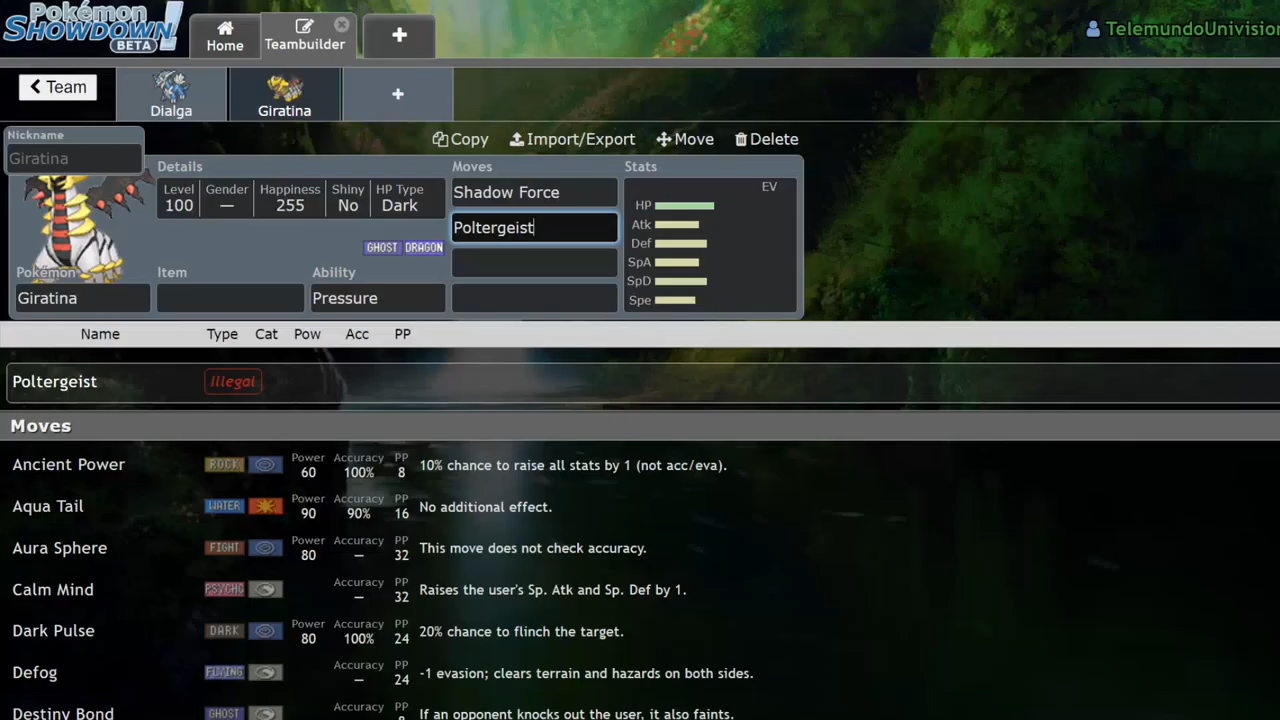 Pokémon
SHOWDOWN!
BETA
Home
Teambuilder
+
TelemundoUnivision
Team
Dialga
Giratina
+
Nickname
Giratina
Copy
Import/Export
Move
Delete
Details
Moves
Stats
Level
100
Gender
—
Happiness
255
Shiny
No
HP Type
Dark
Shadow Force
EV
HP
Poltergeist
Atk
Def
GHOST DRAGON
SpA
Pokémon
Item
Ability
SpD
Giratina
Pressure
Spe
Name Type Cat Pow Acc PP
Poltergeist Illegal
Moves
Ancient Power ROCK Power 60 Accuracy 100% PP 8 10% chance to raise all stats by 1 (not acc/eva).
Aqua Tail WATER Power 90 Accuracy 90% PP 16 No additional effect.
Aura Sphere FIGHT Power 80 Accuracy — PP 32 This move does not check accuracy.
Calm Mind PSYCHC Accuracy — PP 32 Raises the user's Sp. Atk and Sp. Def by 1.
Dark Pulse DARK Power 80 Accuracy 100% PP 24 20% chance to flinch the target.
Defog FLYING Accuracy — PP 24 -1 evasion; clears terrain and hazards on both sides.
Destiny Bond GHOST Accuracy PP 8 If an opponent knocks out the user, it also faints.